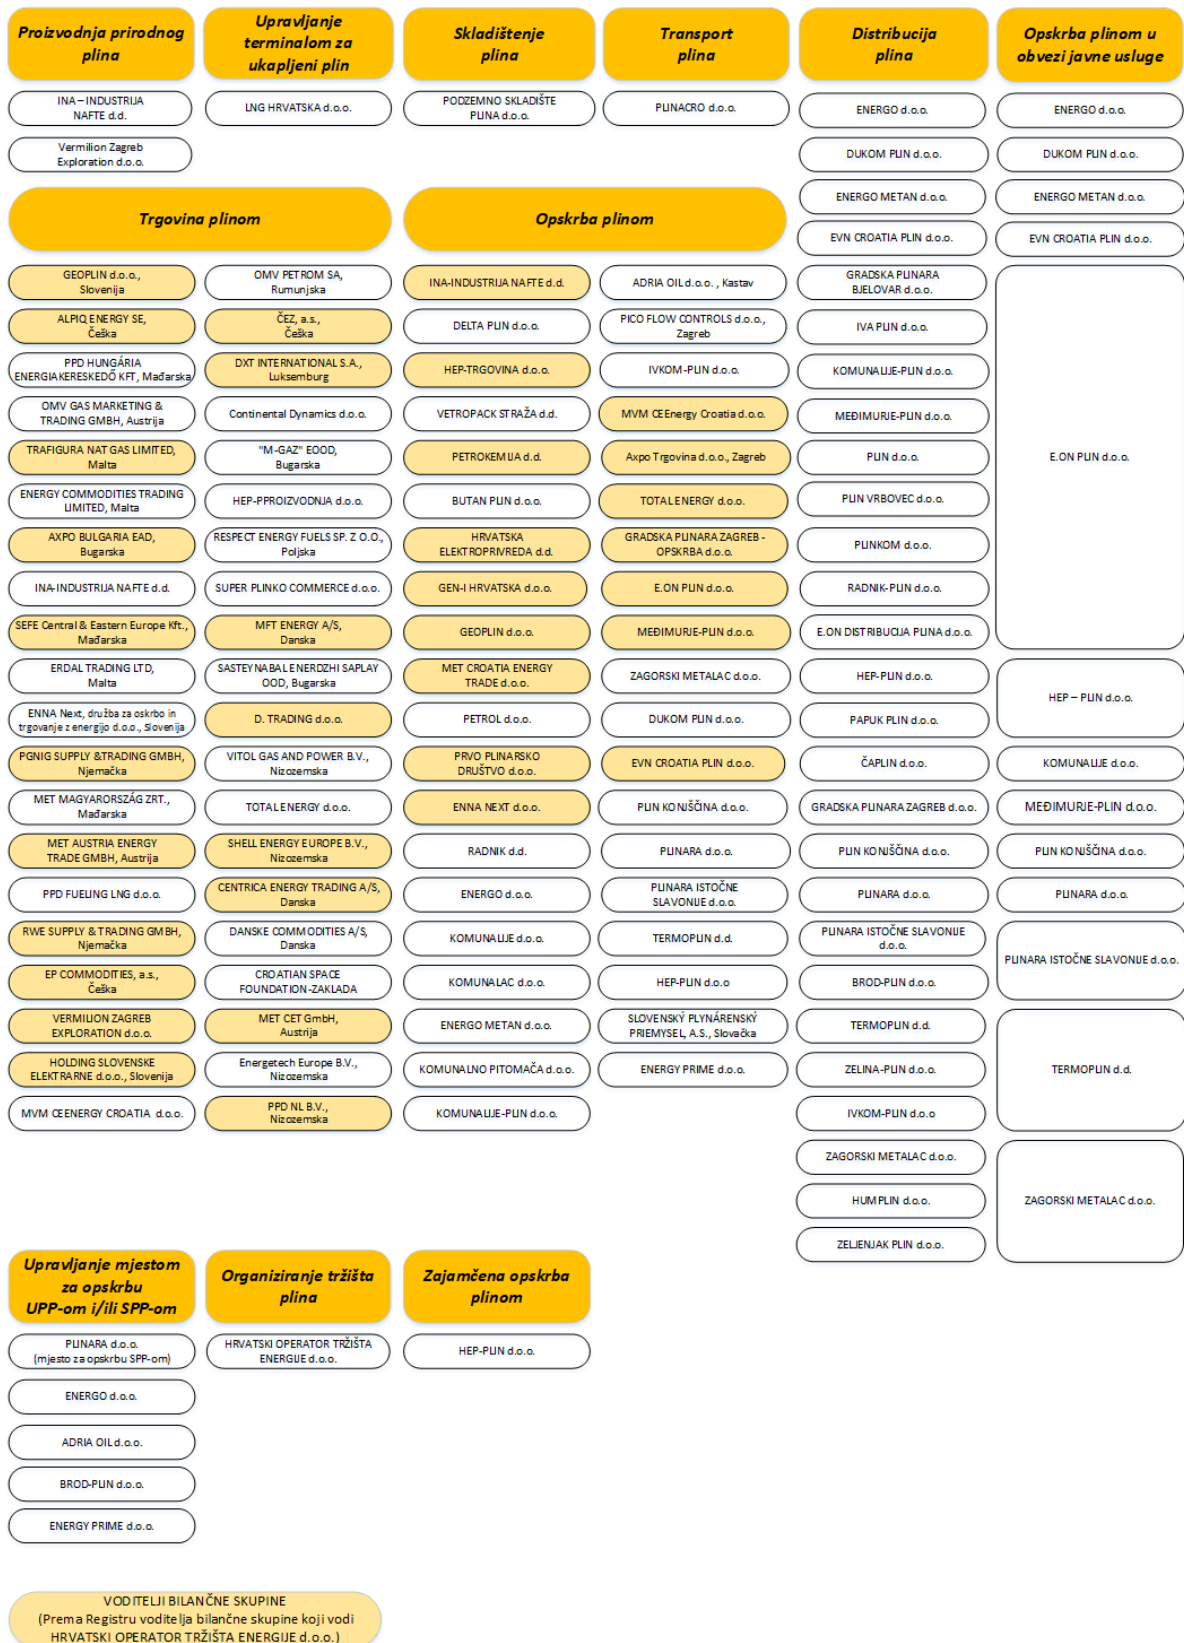 Proizvodnja prirodnog
plina
INA – INDUSTRIJA
NAFTE d.d.
Vermilion Zagreb
Exploration d.o.o.
Upravljanje
terminalom za
ukapljeni plin
LNG HRVATSKA d.o.o.
Skladištenje
plina
PODZEMNO SKLADIŠTE
PLINA d.o.o.
Transport
plina
PLINACRO d.o.o.
Distribucija
plina
ENERGO d.o.o.
DUKOM PLIN d.o.o.
ENERGO METAN d.o.o.
EVN CROATIA PLIN d.o.o.
GRADSKA PLINARA
BJELOVAR d.o.o.
IVA PLIN d.o.o.
KOMUNALIJE-PLIN d.o.o.
MEĐIMURJE-PLIN d.o.o.
PLIN d.o.o.
PLIN VRBOVEC d.o.o.
PLINKOM d.o.o.
RADNIK-PLIN d.o.o.
E.ON DISTRIBUCIJA PLINA d.o.o.
HEP-PLIN d.o.o.
PAPUK PLIN d.o.o.
ČAPLIN d.o.o.
GRADSKA PLINARA ZAGREB d.o.o.
PLIN KONJŠČINA d.o.o.
PLINARA d.o.o.
PLINARA ISTOČNE SLAVONIJE
d.o.o.
BROD-PLIN d.o.o.
TERMOPLIN d.d.
ZELINA-PLIN d.o.o.
IVKOM-PLIN d.o.o
ZAGORSKI METALAC d.o.o.
HUMPLIN d.o.o.
ZELJENJAK PLIN d.o.o.
Opskrba plinom u
obvezi javne usluge
ENERGO d.o.o.
DUKOM PLIN d.o.o.
ENERGO METAN d.o.o.
EVN CROATIA PLIN d.o.o.
E.ON PLIN d.o.o.
HEP – PLIN d.o.o.
KOMUNALIJE d.o.o.
MEĐIMURJE-PLIN d.o.o.
PLIN KONJŠČINA d.o.o.
PLINARA d.o.o.
PLINARA ISTOČNE SLAVONIJE d.o.o.
TERMOPLIN d.d.
ZAGORSKI METALAC d.o.o.
Trgovina plinom
GEOPLIN d.o.o.,
Slovenija
ALPIQ ENERGY SE,
Češka
PPD HUNGÁRIA
ENERGIAKERESKEDŐ KFT, Mađarska
OMV GAS MARKETING &
TRADING GMBH, Austrija
TRAFIGURA NAT GAS LIMITED,
Malta
ENERGY COMMODITIES TRADING
LIMITED, Malta
AXPO BULGARIA EAD,
Bugarska
INA-INDUSTRIJA NAFTE d.d.
SEFE Central & Eastern Europe Kft.,
Mađarska
ERDAL TRADING LTD,
Malta
ENNA Next, družba za oskrbo in
trgovanje z energijo d.o.o., Slovenija
PGNIG SUPPLY &TRADING GMBH,
Njemačka
MET MAGYARORSZÁG ZRT.,
Mađarska
MET AUSTRIA ENERGY
TRADE GMBH, Austrija
PPD FUELING LNG d.o.o.
RWE SUPPLY & TRADING GMBH,
Njemačka
EP COMMODITIES, a.s.,
Češka
VERMILION ZAGREB
EXPLORATION d.o.o.
HOLDING SLOVENSKE
ELEKTRARNE d.o.o., Slovenija
MVM CEENERGY CROATIA d.o.o.
OMV PETROM SA,
Rumunjska
ČEZ, a.s.,
Češka
DXT INTERNATIONAL S.A.,
Luksemburg
Continental Dynamics d.o.o.
"M-GAZ" EOOD,
Bugarska
HEP-PPROIZVODNJA d.o.o.
RESPECT ENERGY FUELS SP. Z O.O.,
Poljska
SUPER PLINKO COMMERCE d.o.o.
MFT ENERGY A/S,
Danska
SASTEYNABAL ENERDZHI SAPLAY
OOD, Bugarska
D. TRADING d.o.o.
VITOL GAS AND POWER B.V.,
Nizozemska
TOTAL ENERGY d.o.o.
SHELL ENERGY EUROPE B.V.,
Nizozemska
CENTRICA ENERGY TRADING A/S,
Danska
DANSKE COMMODITIES A/S,
Danska
CROATIAN SPACE
FOUNDATION-ZAKLADA
MET CET GmbH,
Austrija
Energetech Europe B.V.,
Nizozemska
PPD NL B.V.,
Nizozemska
Opskrba plinom
INA-INDUSTRIJA NAFTE d.d.
DELTA PLIN d.o.o.
HEP-TRGOVINA d.o.o.
VETROPACK STRAŽA d.d.
PETROKEMIJA d.d.
BUTAN PLIN d.o.o.
HRVATSKA
ELEKTROPRIVREDA d.d.
GEN-I HRVATSKA d.o.o.
GEOPLIN d.o.o.
MET CROATIA ENERGY
TRADE d.o.o.
PETROL d.o.o.
PRVO PLINARSKO
DRUŠTVO d.o.o.
ENNA NEXT d.o.o.
RADNIK d.d.
ENERGO d.o.o.
KOMUNALIJE d.o.o.
KOMUNALAC d.o.o.
ENERGO METAN d.o.o.
KOMUNALNO PITOMAČA d.o.o.
KOMUNALIJE-PLIN d.o.o.
ADRIA OIL d.o.o. , Kastav
PICO FLOW CONTROLS d.o.o.,
Zagreb
IVKOM-PLIN d.o.o.
MVM CEEnergy Croatia d.o.o.
Axpo Trgovina d.o.o., Zagreb
TOTAL ENERGY d.o.o.
GRADSKA PLINARA ZAGREB -
OPSKRBA d.o.o.
E.ON PLIN d.o.o.
MEĐIMURJE-PLIN d.o.o.
ZAGORSKI METALAC d.o.o.
DUKOM PLIN d.o.o.
EVN CROATIA PLIN d.o.o.
PLIN KONJŠČINA d.o.o.
PLINARA d.o.o.
PLINARA ISTOČNE
SLAVONIJE d.o.o.
TERMOPLIN d.d.
HEP-PLIN d.o.o
SLOVENSKÝ PLYNÁRENSKÝ
PRIEMYSEL, A.S., Slovačka
ENERGY PRIME d.o.o.
Upravljanje mjestom
za opskrbu
UPP-om i/ili SPP-om
PLINARA d.o.o.
(mjesto za opskrbu SPP-om)
ENERGO d.o.o.
ADRIA OIL d.o.o.
BROD-PLIN d.o.o.
ENERGY PRIME d.o.o.
Organiziranje tržišta
plina
HRVATSKI OPERATOR TRŽIŠTA
ENERGIJE d.o.o.
Zajamčena opskrba
plinom
HEP-PLIN d.o.o.
VODITELJI BILANČNE SKUPINE
(Prema Registru voditelja bilančne skupine koji vodi
HRVATSKI OPERATOR TRŽIŠTA ENERGIJE d.o.o.)